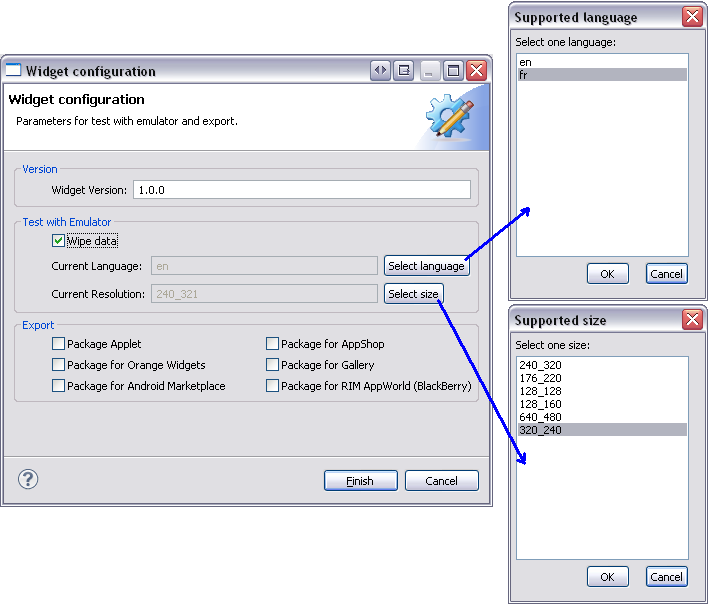 Widget configuration
Widget configuration
Parameters for test with emulator and export.
Version
Widget Version: 1.0.0
Test with Emulator
Wipe data
Current Language: en Select language
Current Resolution: 240_321 Select size
Export
Package Applet Package for AppShop
Package for Orange Widgets Package for Gallery
Package for Android Marketplace Package for RIM AppWorld (BlackBerry)
? Finish Cancel
Supported language
Select one language:
en
fr
OK Cancel
Supported size
Select one size:
240_320
176_220
128_128
128_160
640_480
320_240
OK Cancel